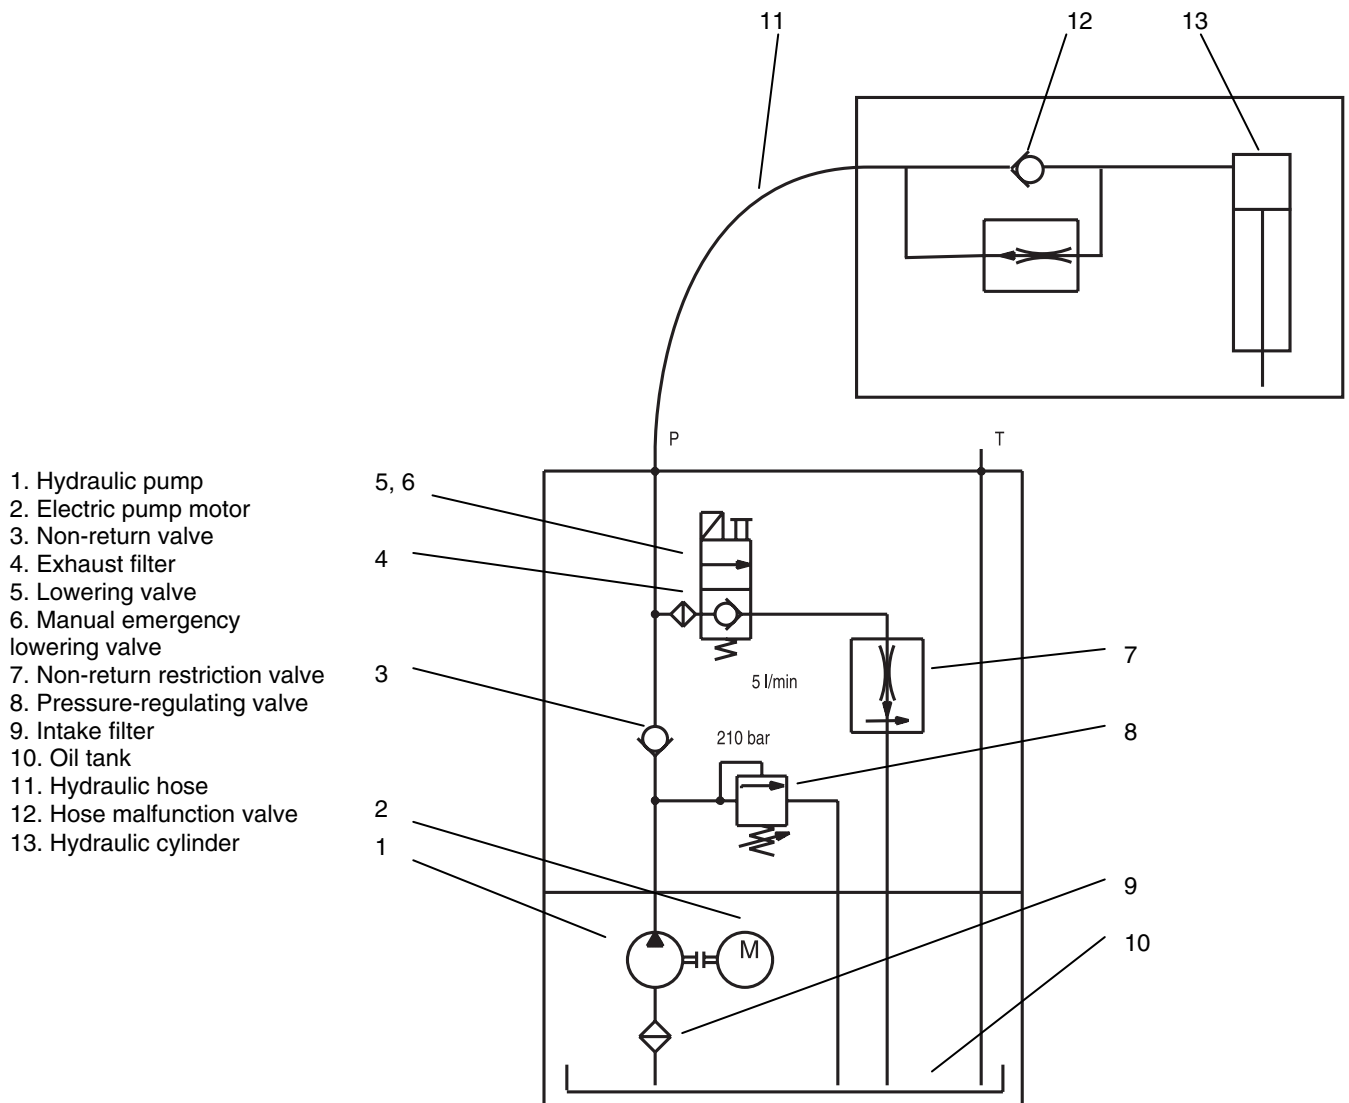 11
12
13
P
T
1. Hydraulic pump
2. Electric pump motor
3. Non-return valve
4. Exhaust filter
5. Lowering valve
6. Manual emergency
lowering valve
7. Non-return restriction valve
8. Pressure-regulating valve
9. Intake filter
10. Oil tank
11. Hydraulic hose
12. Hose malfunction valve
13. Hydraulic cylinder
5, 6
4
3
2
1
5 l/min
210 bar
M
7
8
9
10